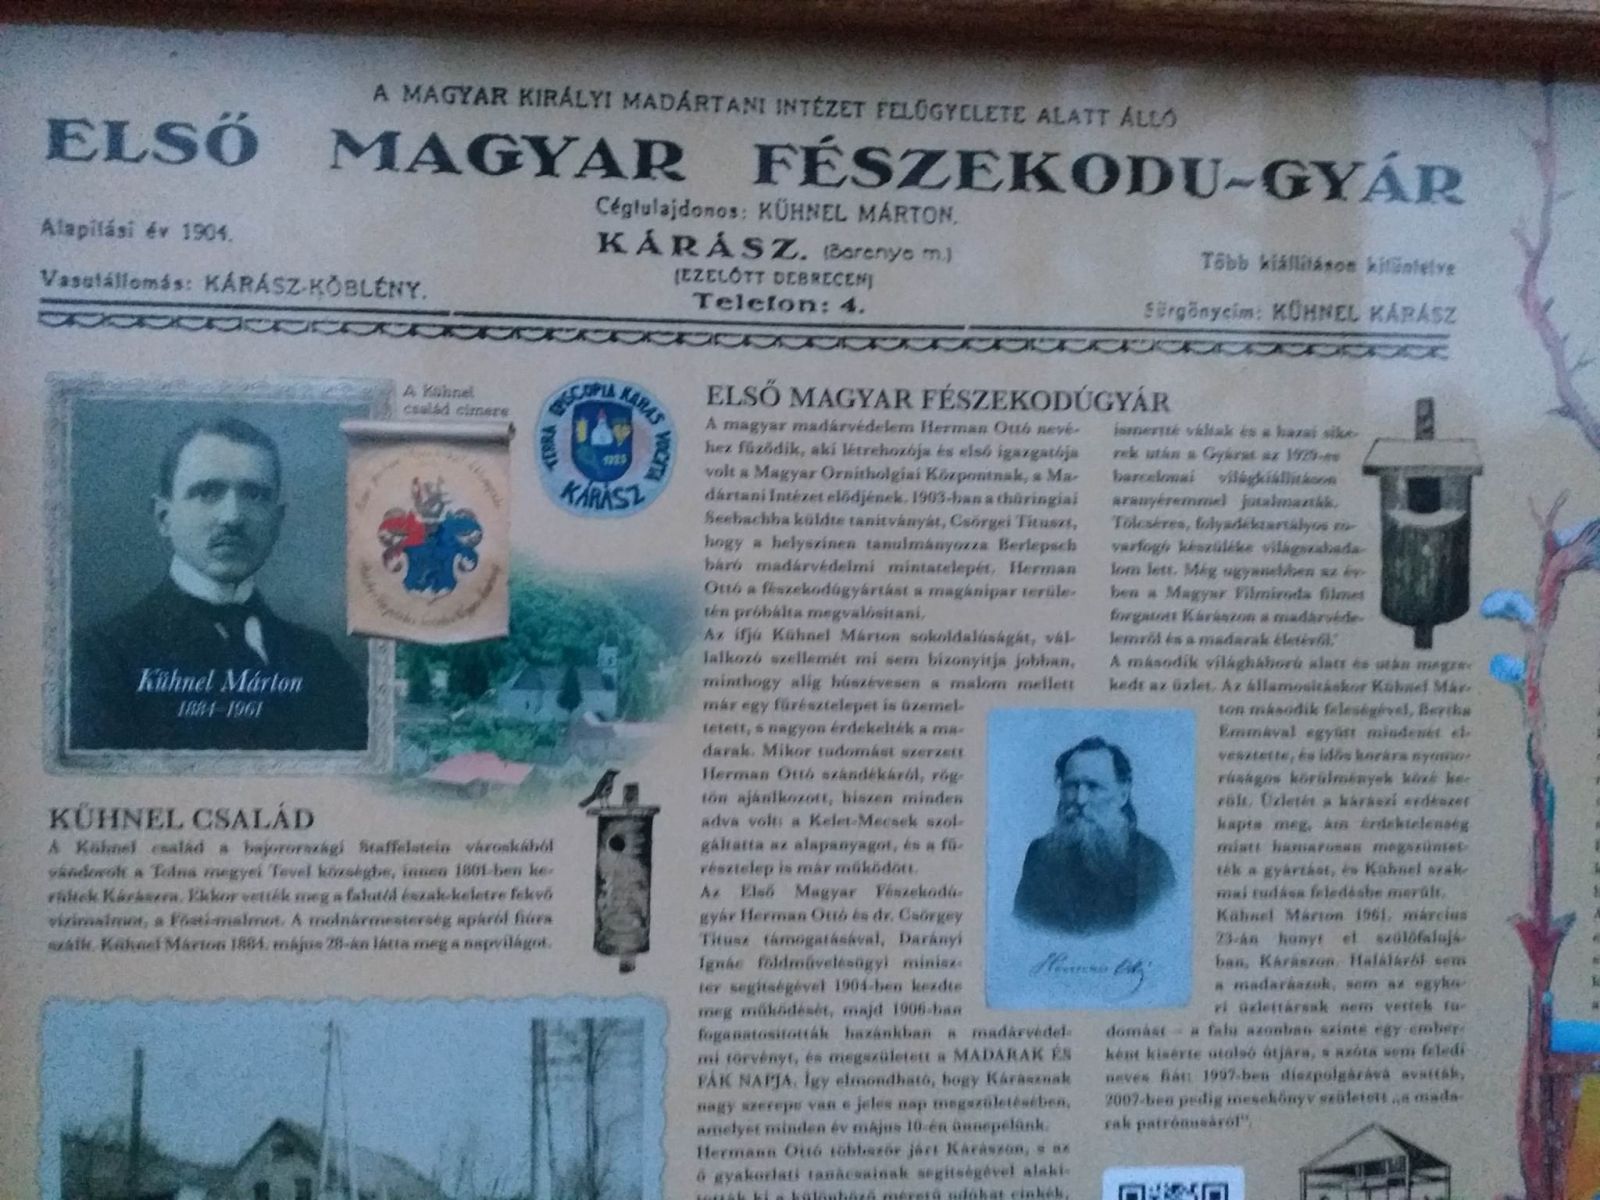 A MAGYAR KIRÁLYI MADÁRTANI INTÉZET FELÜGYELETE ALATT ÁLLÓ
ELSŐ MAGYAR FÉSZEKODU-GYÁR
Cégtulajdonos: KÜHNEL MÁRTON.
Alapítási év 1904.
KÁRÁSZ. (Baranya m.)
Több kiállításon kitüntetve
(EZELŐTT DEBRECEN)
Vasútállomás: KÁRÁSZ-KÖBLÉNY.
Telefon: 4.
Sürgönycím: KÜHNEL KÁRÁSZ
A Kühnel
család címere
TERRA EPISCOPIA KARAS VOCATA
1235
KÁRÁSZ
Kühnel Márton
1884-1961
KÜHNEL CSALÁD
A Kühnel család a bajorországi Staffelstein városkából
vándorolt a Tolna megyei Tevel községbe, innen 1801-ben ke-
rültek Kárászra. Ekkor vették meg a falutól észak-keletre fekvő
vízimalmot, a Fösti-malmot. A molnármesterség apáról fiúra
szállt. Kühnel Márton 1884. május 28-án látta meg a napvilágot.
ELSŐ MAGYAR FÉSZEKODÚGYÁR
A magyar madárvédelem Herman Ottó nevé-
hez fűződik, aki létrehozója és első igazgatója
volt a Magyar Ornitholgiai Központnak, a Ma-
dártani Intézet elődjének. 1903-ban a thüringiai
Seebachba küldte tanítványát, Csörgei Tituszt,
hogy a helyszínen tanulmányozza Berlepsch
báró madárvédelmi mintatelepét. Herman
Ottó a fészekodúgyártást a magánipar terüle-
tén próbálta megvalósítani.
Az ifjú Kühnel Márton sokoldalúságát, vál-
lalkozó szellemét mi sem bizonyítja jobban,
minthogy alig húszévesen a malom mellett
már egy fűrésztelepet is üzemel-
tetett, s nagyon érdekelték a ma-
darak. Mikor tudomást szerzett
Herman Ottó szándékáról, rög-
tön ajánlkozott, hiszen minden
adva volt: a Kelet-Mecsek szol-
gáltatta az alapanyagot, és a fű-
résztelep is már működött.
Az Első Magyar Fészekodú-
gyár Herman Ottó és dr. Csörgey
Titusz támogatásával, Darányi
Ignác földművelésügyi minisz-
ter segítségével 1904-ben kezdte
meg működését, majd 1906-ban
foganatosították hazánkban a madárvédel-
mi törvényt, és megszületett a MADARAK ÉS
FÁK NAPJA. Így elmondható, hogy Kárásznak
nagy szerepe van e jeles nap megszületésében,
amelyet minden év május 10-én ünnepelünk.
Hermann Ottó többször járt Kárászon, s az
ő gyakorlati tanácsainak segítségével alakí-
tották ki a különböző méretű odúkat cinkék,
ismertté váltak és a hazai sike-
rek után a Gyárat az 1929-es
barcelonai világkiállításon
aranyéremmel jutalmazták.
Tölcséres, folyadéktartályos ro-
varfogó készüléke világszabada-
lom lett. Még ugyanebben az év-
ben a Magyar Filmiroda filmet
forgatott Kárászon a madárvéde-
lemről és a madarak életéről.
A második világháború alatt és után megre-
kedt az üzlet. Az államosításkor Kühnel Már-
ton második feleségével, Bertha
Emmával együtt mindenét el-
vesztette, és idős korára nyomo-
rúságos körülmények közé ke-
rült. Üzletét a kárászi erdészet
kapta meg, ám érdektelenség
miatt hamarosan megszüntet-
ték a gyártást, és Kühnel szak-
mai tudása feledésbe merült.
Kühnel Márton 1961. március
23-án hunyt el szülőfalujá-
ban, Kárászon. Haláláról sem
a madarászok, sem az egyko-
ri üzlettársak nem vettek tu-
domást – a falu azonban szinte egy ember-
ként kísérte utolsó útjára, s azóta sem feledi
neves fiát: 1997-ben díszpolgárává avatták,
2007-ben pedig mesekönyv született „a mada-
rak patrónusáról".